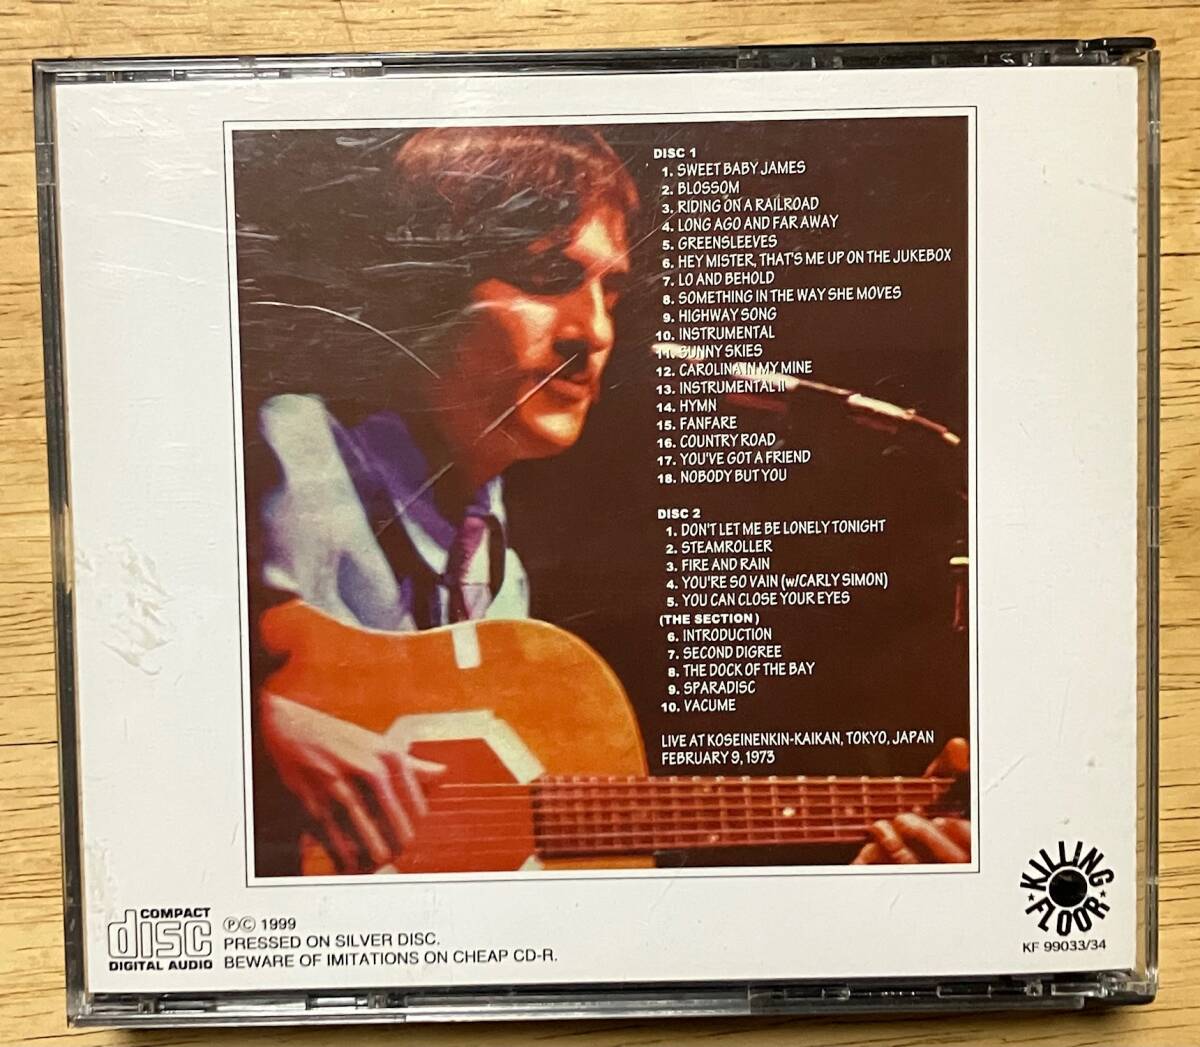 DISC 1
1. SWEET BABY JAMES
2. BLOSSOM
3. RIDING ON A RAILROAD
4. LONG AGO AND FAR AWAY
5. GREENSLEEVES
6. HEY MISTER, THAT'S ME UP ON THE JUKEBOX
7. LO AND BEHOLD
8. SOMETHING IN THE WAY SHE MOVES
9. HIGHWAY SONG
10. INSTRUMENTAL
11. SUNNY SKIES
12. CAROLINA IN MY MINE
13. INSTRUMENTAL II
14. HYMN
15. FANFARE
16. COUNTRY ROAD
17. YOU'VE GOT A FRIEND
18. NOBODY BUT YOU
DISC 2
1. DON'T LET ME BE LONELY TONIGHT
2. STEAMROLLER
3. FIRE AND RAIN
4. YOU'RE SO VAIN (w/CARLY SIMON)
5. YOU CAN CLOSE YOUR EYES
(THE SECTION)
6. INTRODUCTION
7. SECOND DIGREE
8. THE DOCK OF THE BAY
9. SPARADISC
10. VACUME
LIVE AT KOSEINENKIN-KAIKAN, TOKYO, JAPAN
FEBRUARY 9, 1973
COMPACT
disc
DIGITAL AUDIO
℗© 1999
PRESSED ON SILVER DISC.
BEWARE OF IMITATIONS ON CHEAP CD-R.
KILLING
FLOOR
KF 99033/34